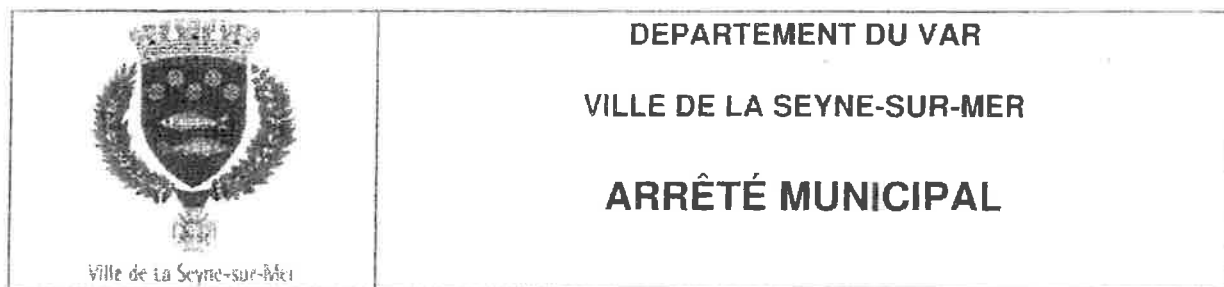 DEPARTEMENT DU VAR
VILLE DE LA SEYNE-SUR-MER
ARRÊTÉ MUNICIPAL
Ville de La Seyne-sur-Mer